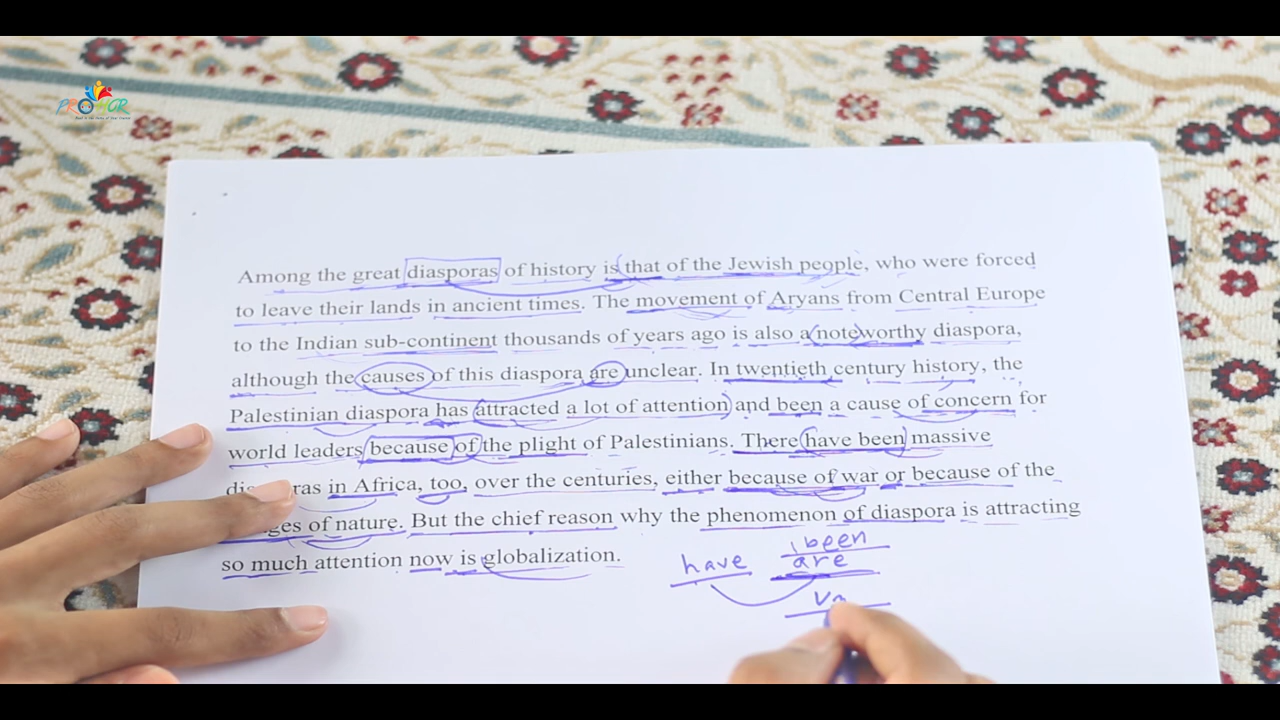 PROHOR
Among the great diasporas of history is that of the Jewish people, who were forced
to leave their lands in ancient times. The movement of Aryans from Central Europe
to the Indian sub-continent thousands of years ago is also a noteworthy diaspora,
although the causes of this diaspora are unclear. In twentieth century history, the
Palestinian diaspora has attracted a lot of attention and been a cause of concern for
world leaders because of the plight of Palestinians. There have been massive
in Africa, too, over the centuries, either because of war or because of the
of nature. But the chief reason why the phenomenon of diaspora is attracting
so much attention now is globalization.
been
have are